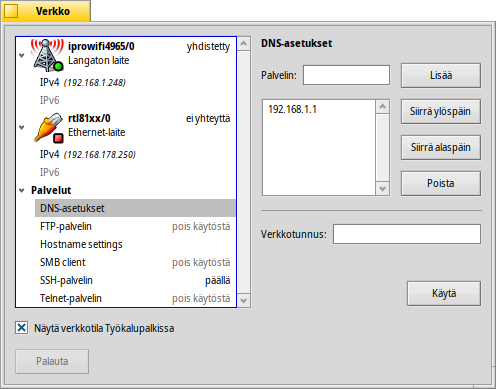 Verkko
iprowifi4965/0 yhdistetty
Langaton laite
IPv4 (192.168.1.248)
IPv6
rtl81xx/0 ei yhteyttä
Ethernet-laite
IPv4 (192.168.178.250)
IPv6
Palvelut
DNS-asetukset
FTP-palvelin pois käytöstä
Hostname settings
SMB client pois käytöstä
SSH-palvelin päällä
Telnet-palvelin pois käytöstä
Näytä verkkotila Työkalupalkissa
Palauta
DNS-asetukset
Palvelin:
Lisää
192.168.1.1
Siirrä ylöspäin
Siirrä alaspäin
Poista
Verkkotunnus:
Käytä